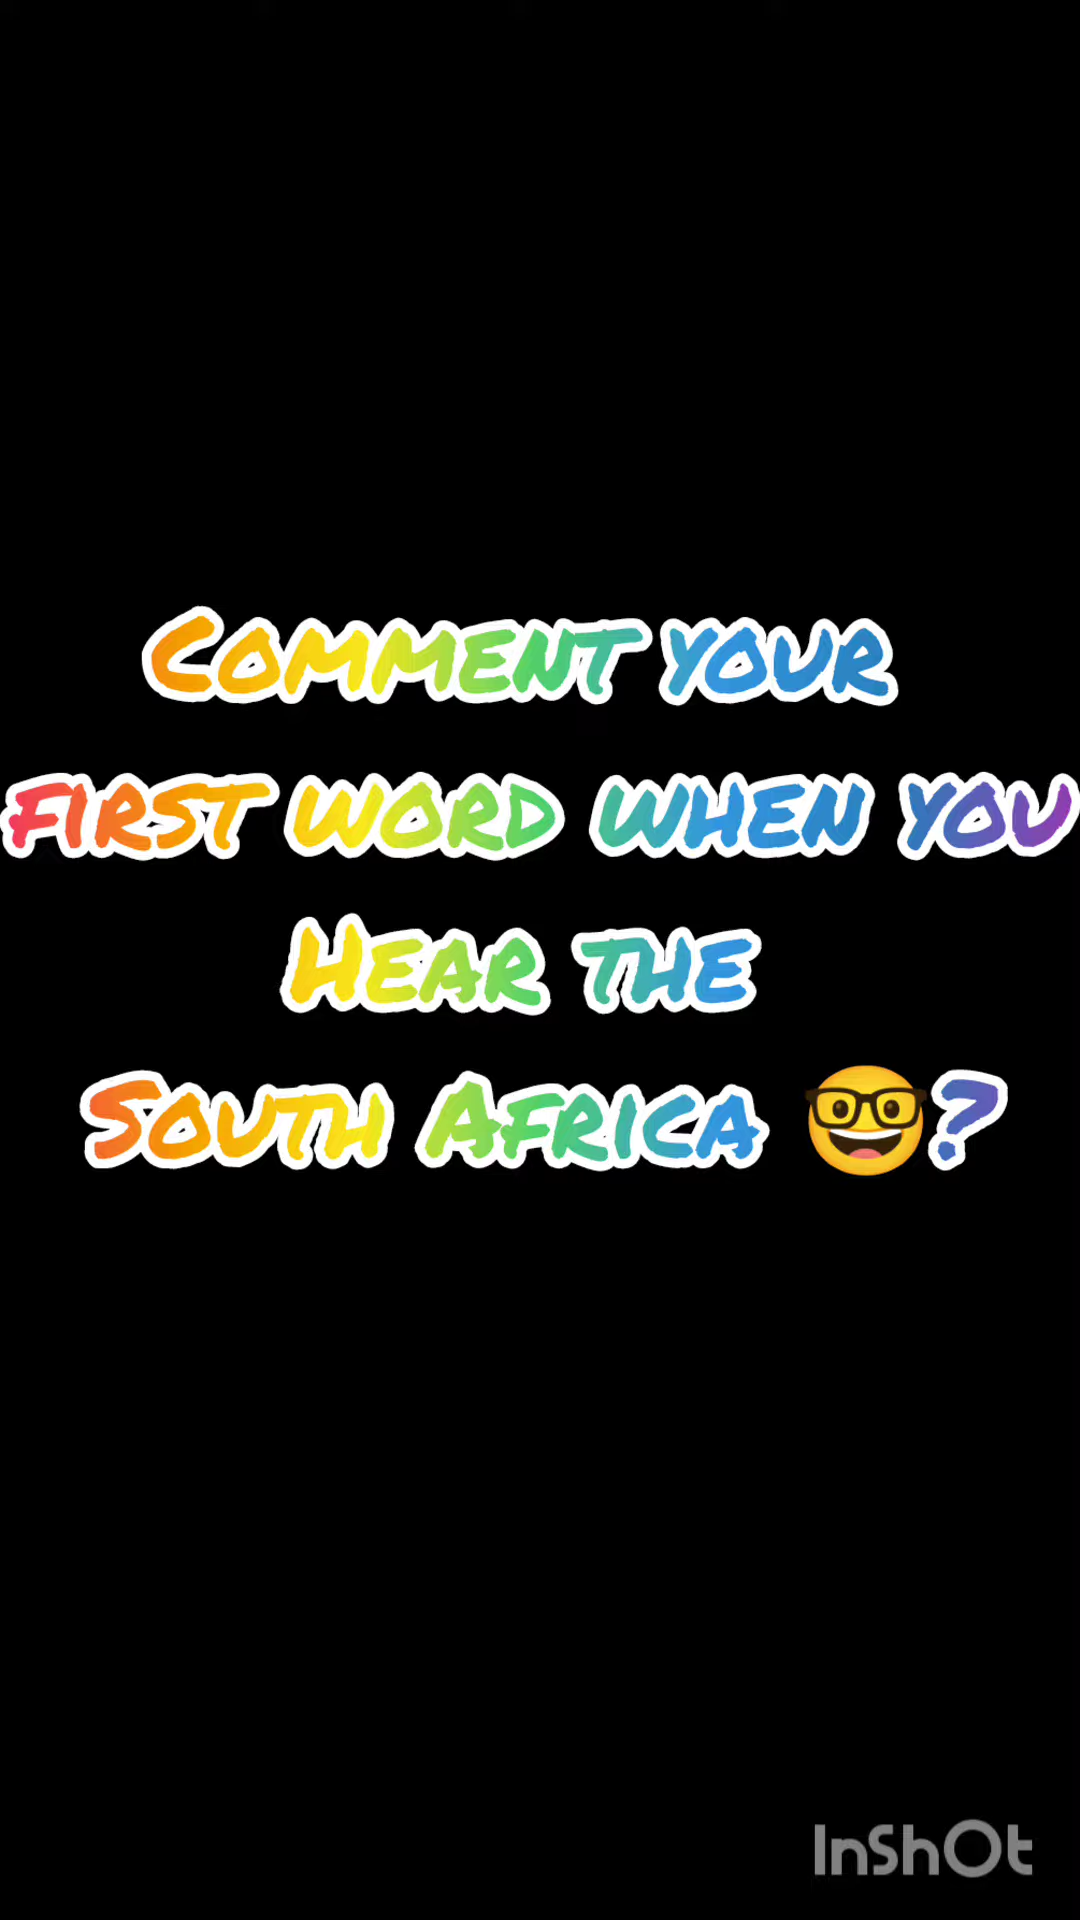 Comment your
first word when you
Hear the
South Africa 🤓?
InShOt